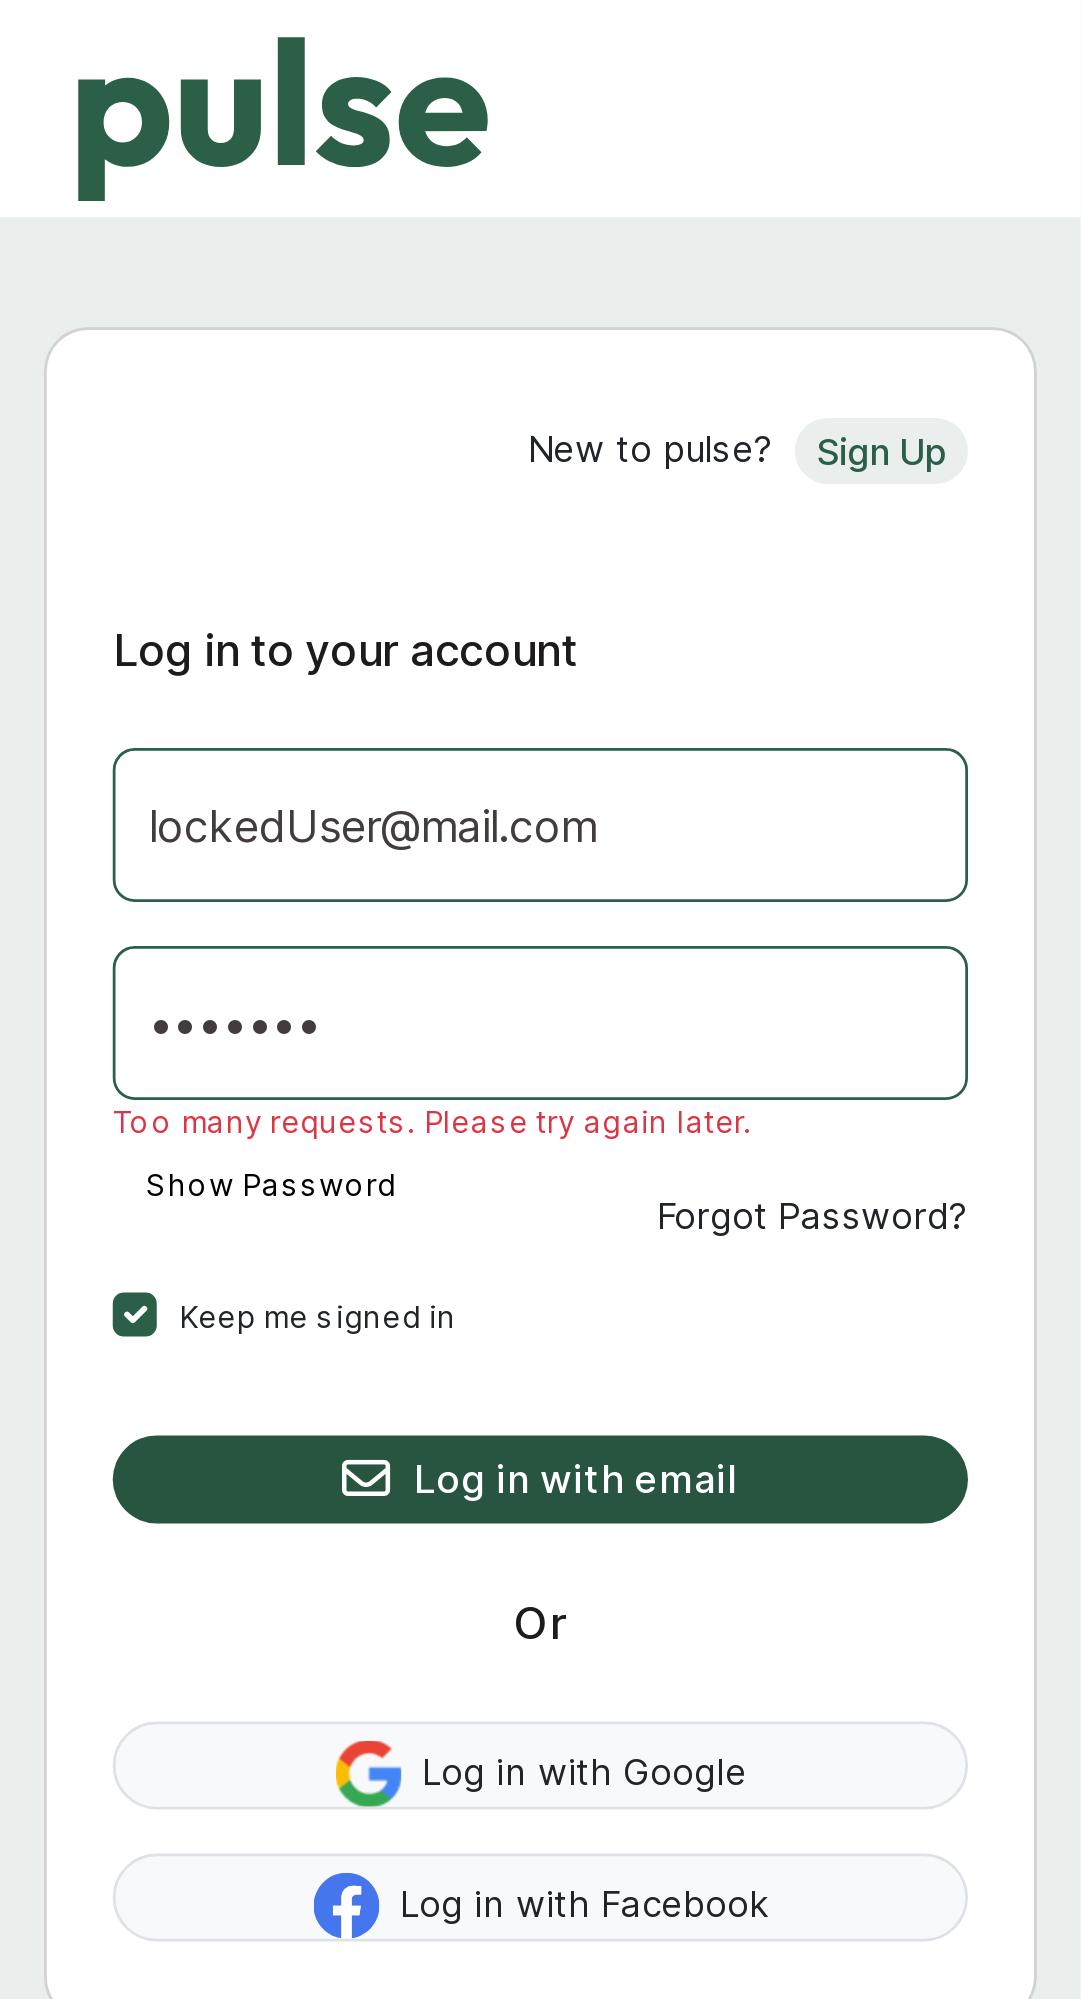 pulse
New to pulse? Sign Up
Log in to your account
lockedUser@mail.com
•••••••
Too many requests. Please try again later.
Show Password
Forgot Password?
Keep me signed in
Log in with email
Or
Log in with Google
Log in with Facebook